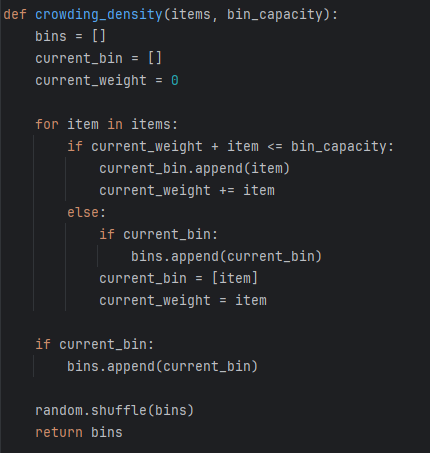 def crowding_density(items, bin_capacity):
    bins = []
    current_bin = []
    current_weight = 0

    for item in items:
        if current_weight + item <= bin_capacity:
            current_bin.append(item)
            current_weight += item
        else:
            if current_bin:
                bins.append(current_bin)
            current_bin = [item]
            current_weight = item

    if current_bin:
        bins.append(current_bin)

    random.shuffle(bins)
    return bins